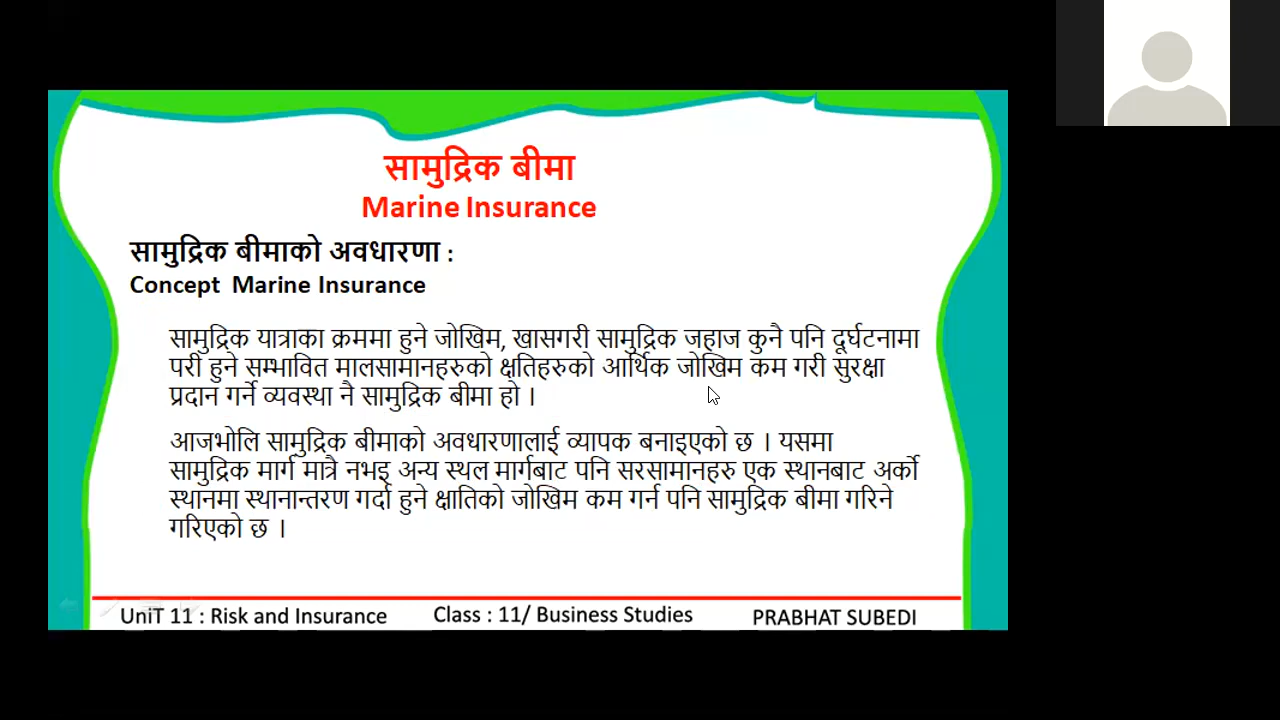 सामुद्रिक बीमा
Marine Insurance
सामुद्रिक बीमाको अवधारणा :
Concept Marine Insurance
सामुद्रिक यात्राका क्रममा हुने जोखिम, खासगरी सामुद्रिक जहाज कुनै पनि दूर्घटनामा
परी हुने सम्भावित मालसामानहरुको क्षतिहरुको आर्थिक जोखिम कम गरी सुरक्षा
प्रदान गर्ने व्यवस्था नै सामुद्रिक बीमा हो ।
आजभोलि सामुद्रिक बीमाको अवधारणालाई व्यापक बनाइएको छ । यसमा
सामुद्रिक मार्ग मात्रै नभइ अन्य स्थल मार्गबाट पनि सरसामानहरु एक स्थानबाट अर्को
स्थानमा स्थानान्तरण गर्दा हुने क्षातिको जोखिम कम गर्न पनि सामुद्रिक बीमा गरिने
गरिएको छ ।
UniT 11 : Risk and Insurance Class : 11/ Business Studies PRABHAT SUBEDI